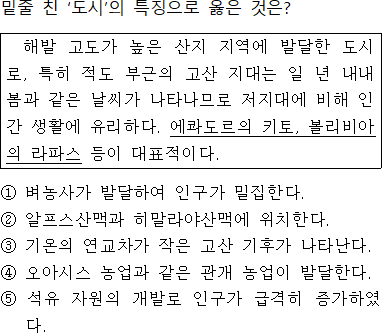 밑줄 친 '도시'의 특징으로 옳은 것은?
해발 고도가 높은 산지 지역에 발달한 도시
로, 특히 적도 부근의 고산 지대는 일 년 내내
봄과 같은 날씨가 나타나므로 저지대에 비해 인
간 생활에 유리하다. 에콰도르의 키토, 볼리비아
의 라파스 등이 대표적이다.
① 벼농사가 발달하여 인구가 밀집한다.
② 알프스산맥과 히말라야산맥에 위치한다.
③ 기온의 연교차가 작은 고산 기후가 나타난다.
④ 오아시스 농업과 같은 관개 농업이 발달한다.
⑤ 석유 자원의 개발로 인구가 급격히 증가하였
다.